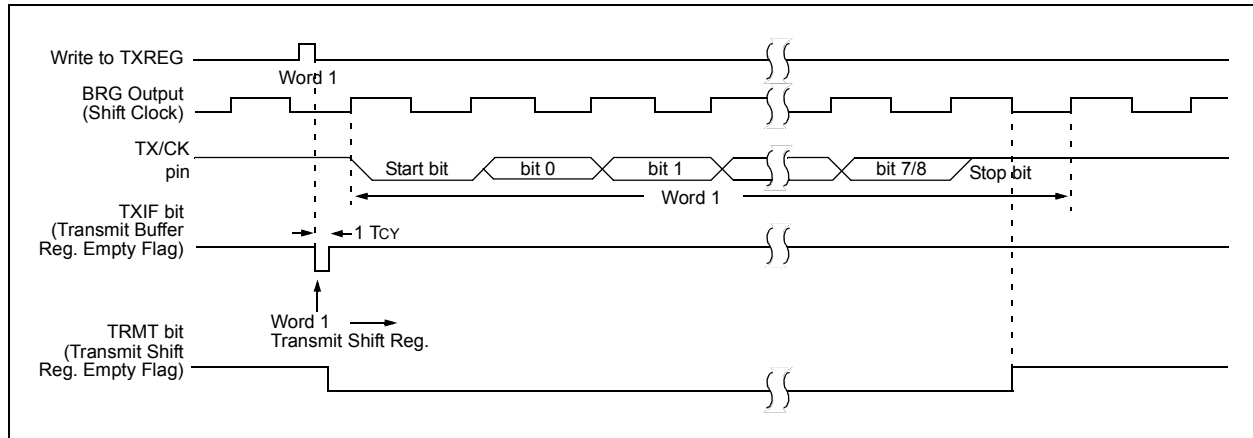 Write to TXREG
Word 1
BRG Output
(Shift Clock)
TX/CK
pin
Start bit
bit 0
bit 1
bit 7/8
Stop bit
Word 1
TXIF bit
(Transmit Buffer
Reg. Empty Flag)
1 TCY
Word 1
Transmit Shift Reg.
TRMT bit
(Transmit Shift
Reg. Empty Flag)